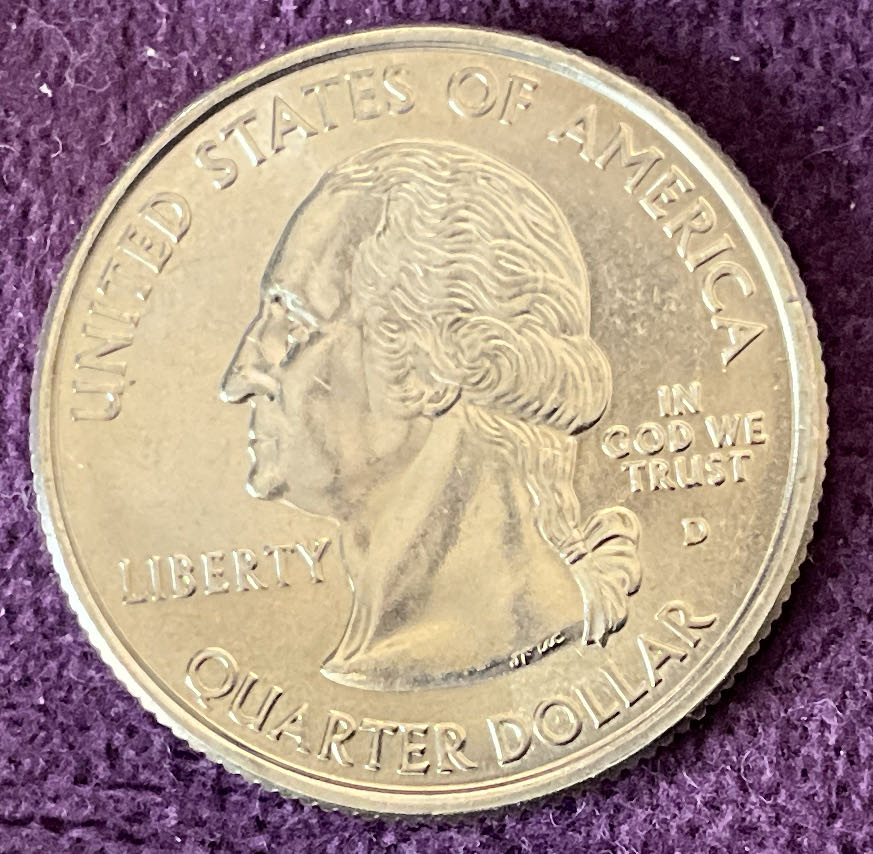 UNITED STATES OF AMERICA
IN
GOD WE
TRUST
D
LIBERTY
QUARTER DOLLAR